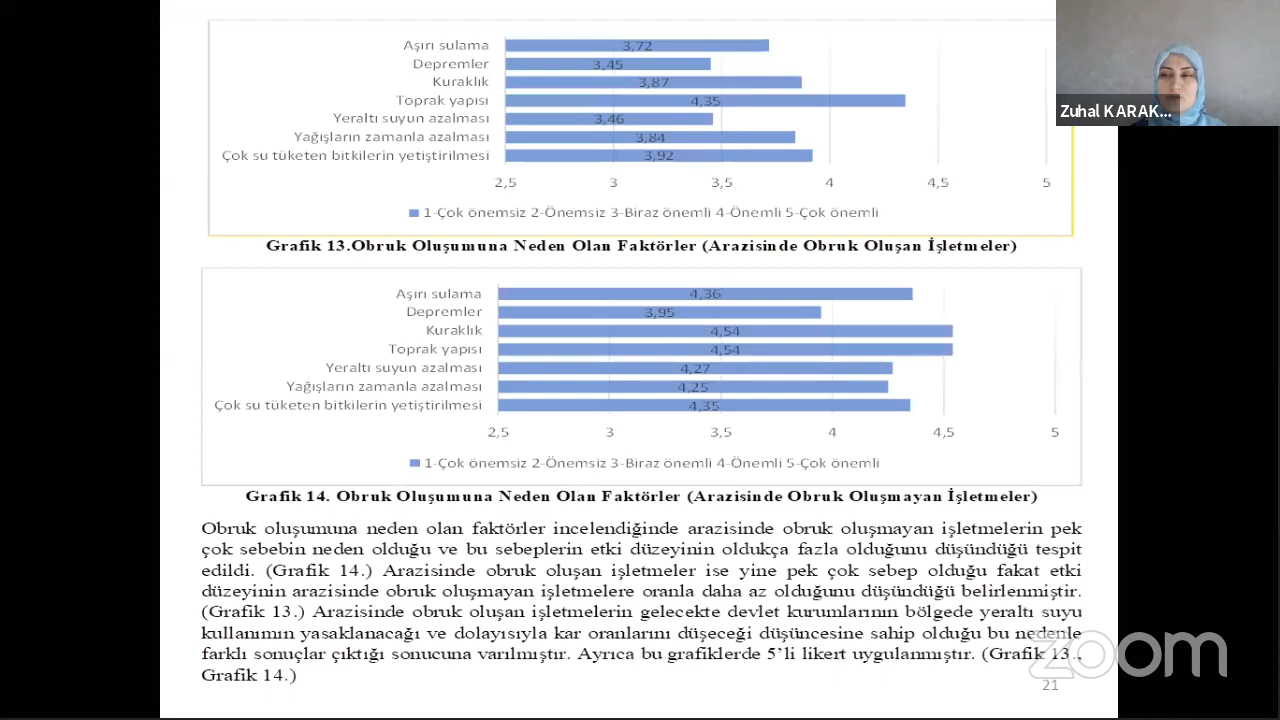 Aşırı sulama 3,72
Depremler 3,45
Kuraklık 3,87
Toprak yapısı 4,35
Yeraltı suyun azalması 3,46
Yağışların zamanla azalması 3,84
Çok su tüketen bitkilerin yetiştirilmesi 3,92
2,5 3 3,5 4 4,5 5
1-Çok önemsiz 2-Önemsiz 3-Biraz önemli 4-Önemli 5-Çok önemli
Zuhal KARAK...
Grafik 13.Obruk Oluşumuna Neden Olan Faktörler (Arazisinde Obruk Oluşan İşletmeler)
Aşırı sulama 4,36
Depremler 3,95
Kuraklık 4,54
Toprak yapısı 4,54
Yeraltı suyun azalması 4,27
Yağışların zamanla azalması 4,25
Çok su tüketen bitkilerin yetiştirilmesi 4,35
2,5 3 3,5 4 4,5 5
1-Çok önemsiz 2-Önemsiz 3-Biraz önemli 4-Önemli 5-Çok önemli
Grafik 14. Obruk Oluşumuna Neden Olan Faktörler (Arazisinde Obruk Oluşmayan İşletmeler)
Obruk oluşumuna neden olan faktörler incelendiğinde arazisinde obruk oluşmayan işletmelerin pek
çok sebebin neden olduğu ve bu sebeplerin etki düzeyinin oldukça fazla olduğunu düşündüğü tespit
edildi. (Grafik 14.) Arazisinde obruk oluşan işletmeler ise yine pek çok sebep olduğu fakat etki
düzeyinin arazisinde obruk oluşmayan işletmelere oranla daha az olduğunu düşündüğü belirlenmiştir.
(Grafik 13.) Arazisinde obruk oluşan işletmelerin gelecekte devlet kurumlarının bölgede yeraltı suyu
kullanımın yasaklanacağı ve dolayısıyla kar oranlarını düşeceği düşüncesine sahip olduğu bu nedenle
farklı sonuçlar çıktığı sonucuna varılmıştır. Ayrıca bu grafiklerde 5'li likert uygulanmıştır. (Grafik 13.,
Grafik 14.)
zoom
21